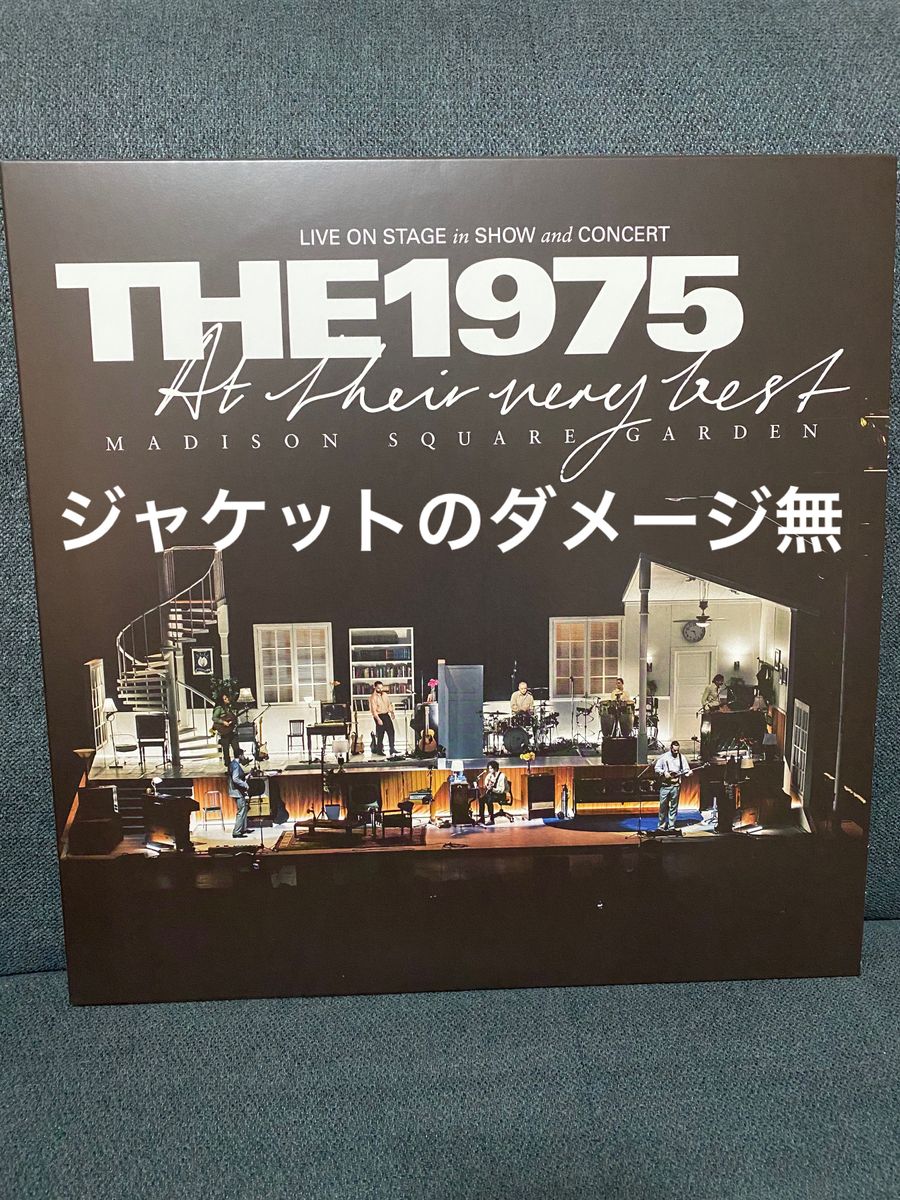 LIVE ON STAGE in SHOW and CONCERT
THE1975
At their very best
MADISON SQUARE GARDEN
ジャケットのダメージ無